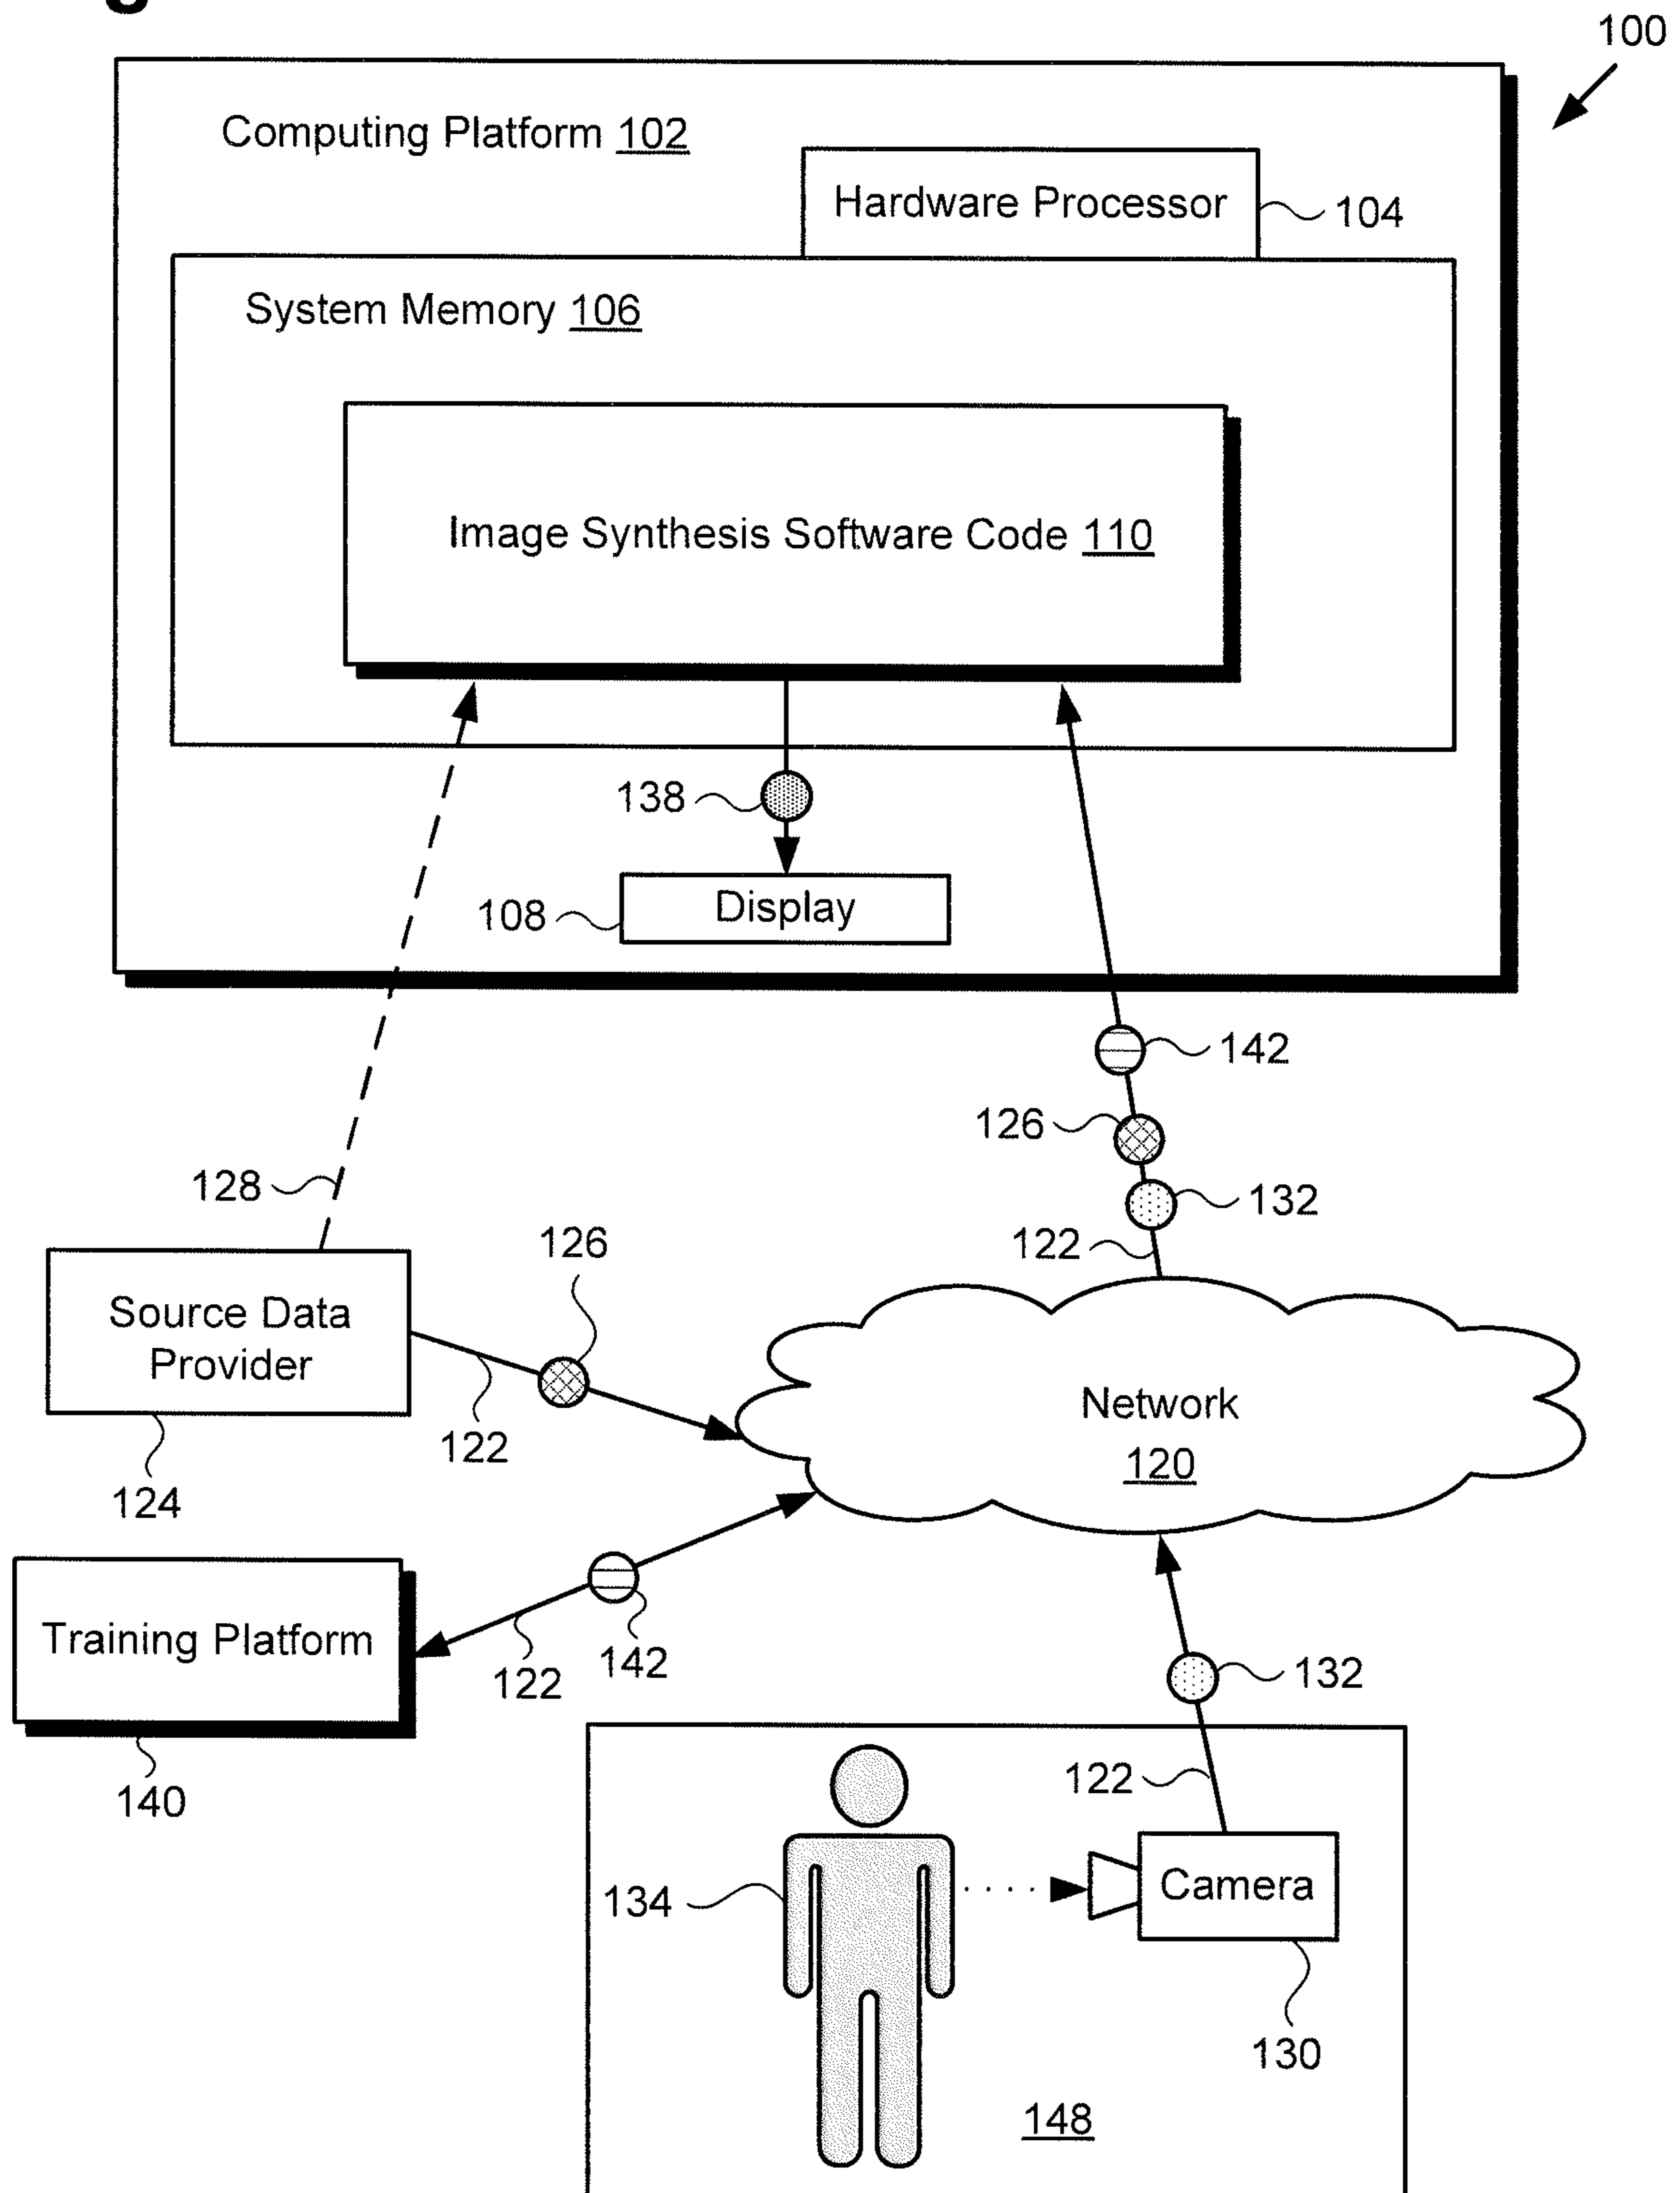 100
Computing Platform 102
Hardware Processor
104
System Memory 106
Image Synthesis Software Code 110
138
108
Display
142
126
128
132
122
126
Source Data
Provider
122
124
Network
120
Training Platform
122
142
140
132
122
134
Camera
130
148